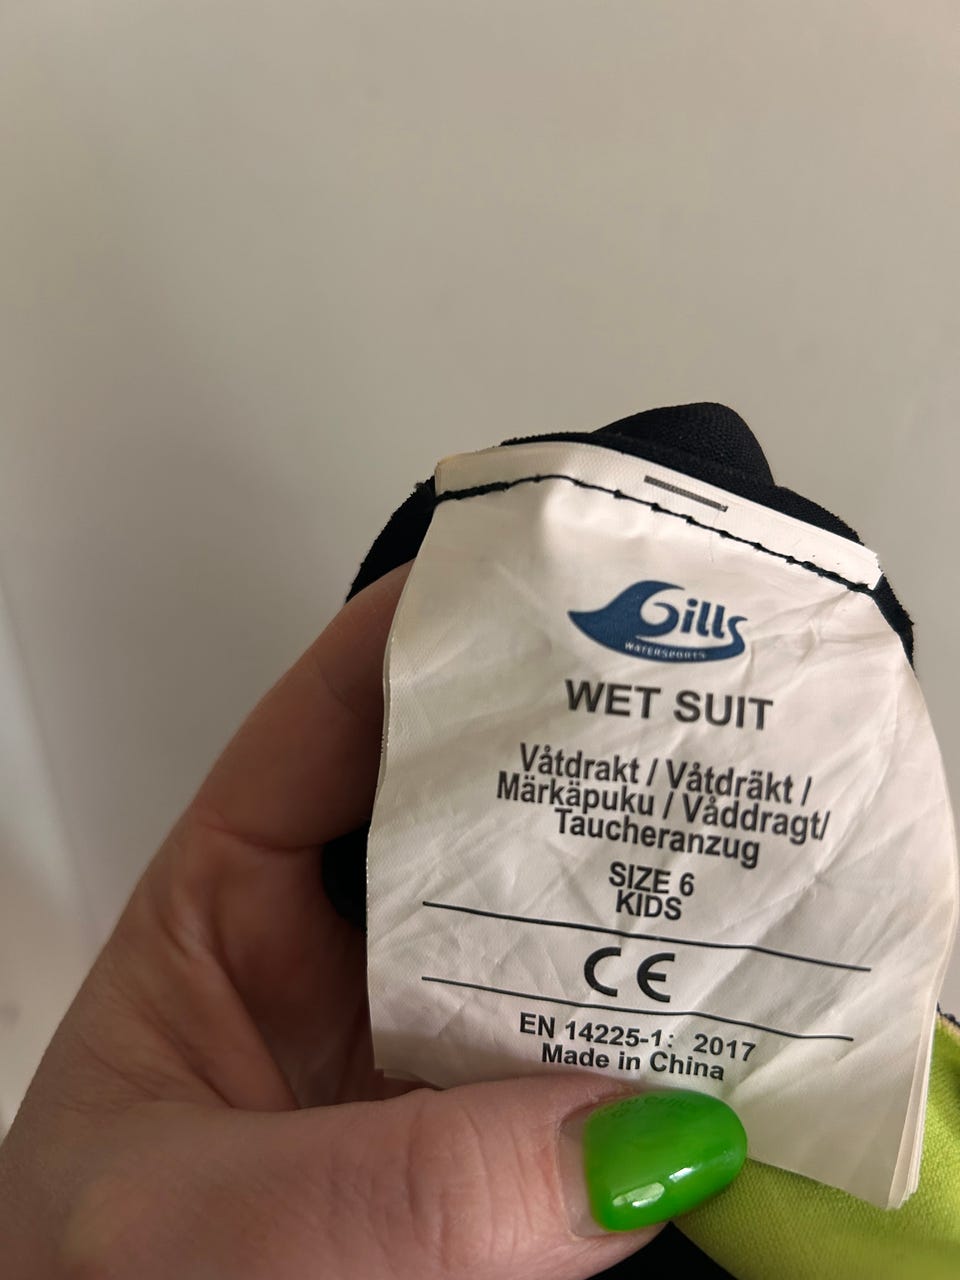 Gills
WATERSPORTS
WET SUIT
Våtdrakt / Våtdräkt /
Märkäpuku / Våddragt/
Taucheranzug
SIZE 6
KIDS
CE
EN 14225-1: 2017
Made in China